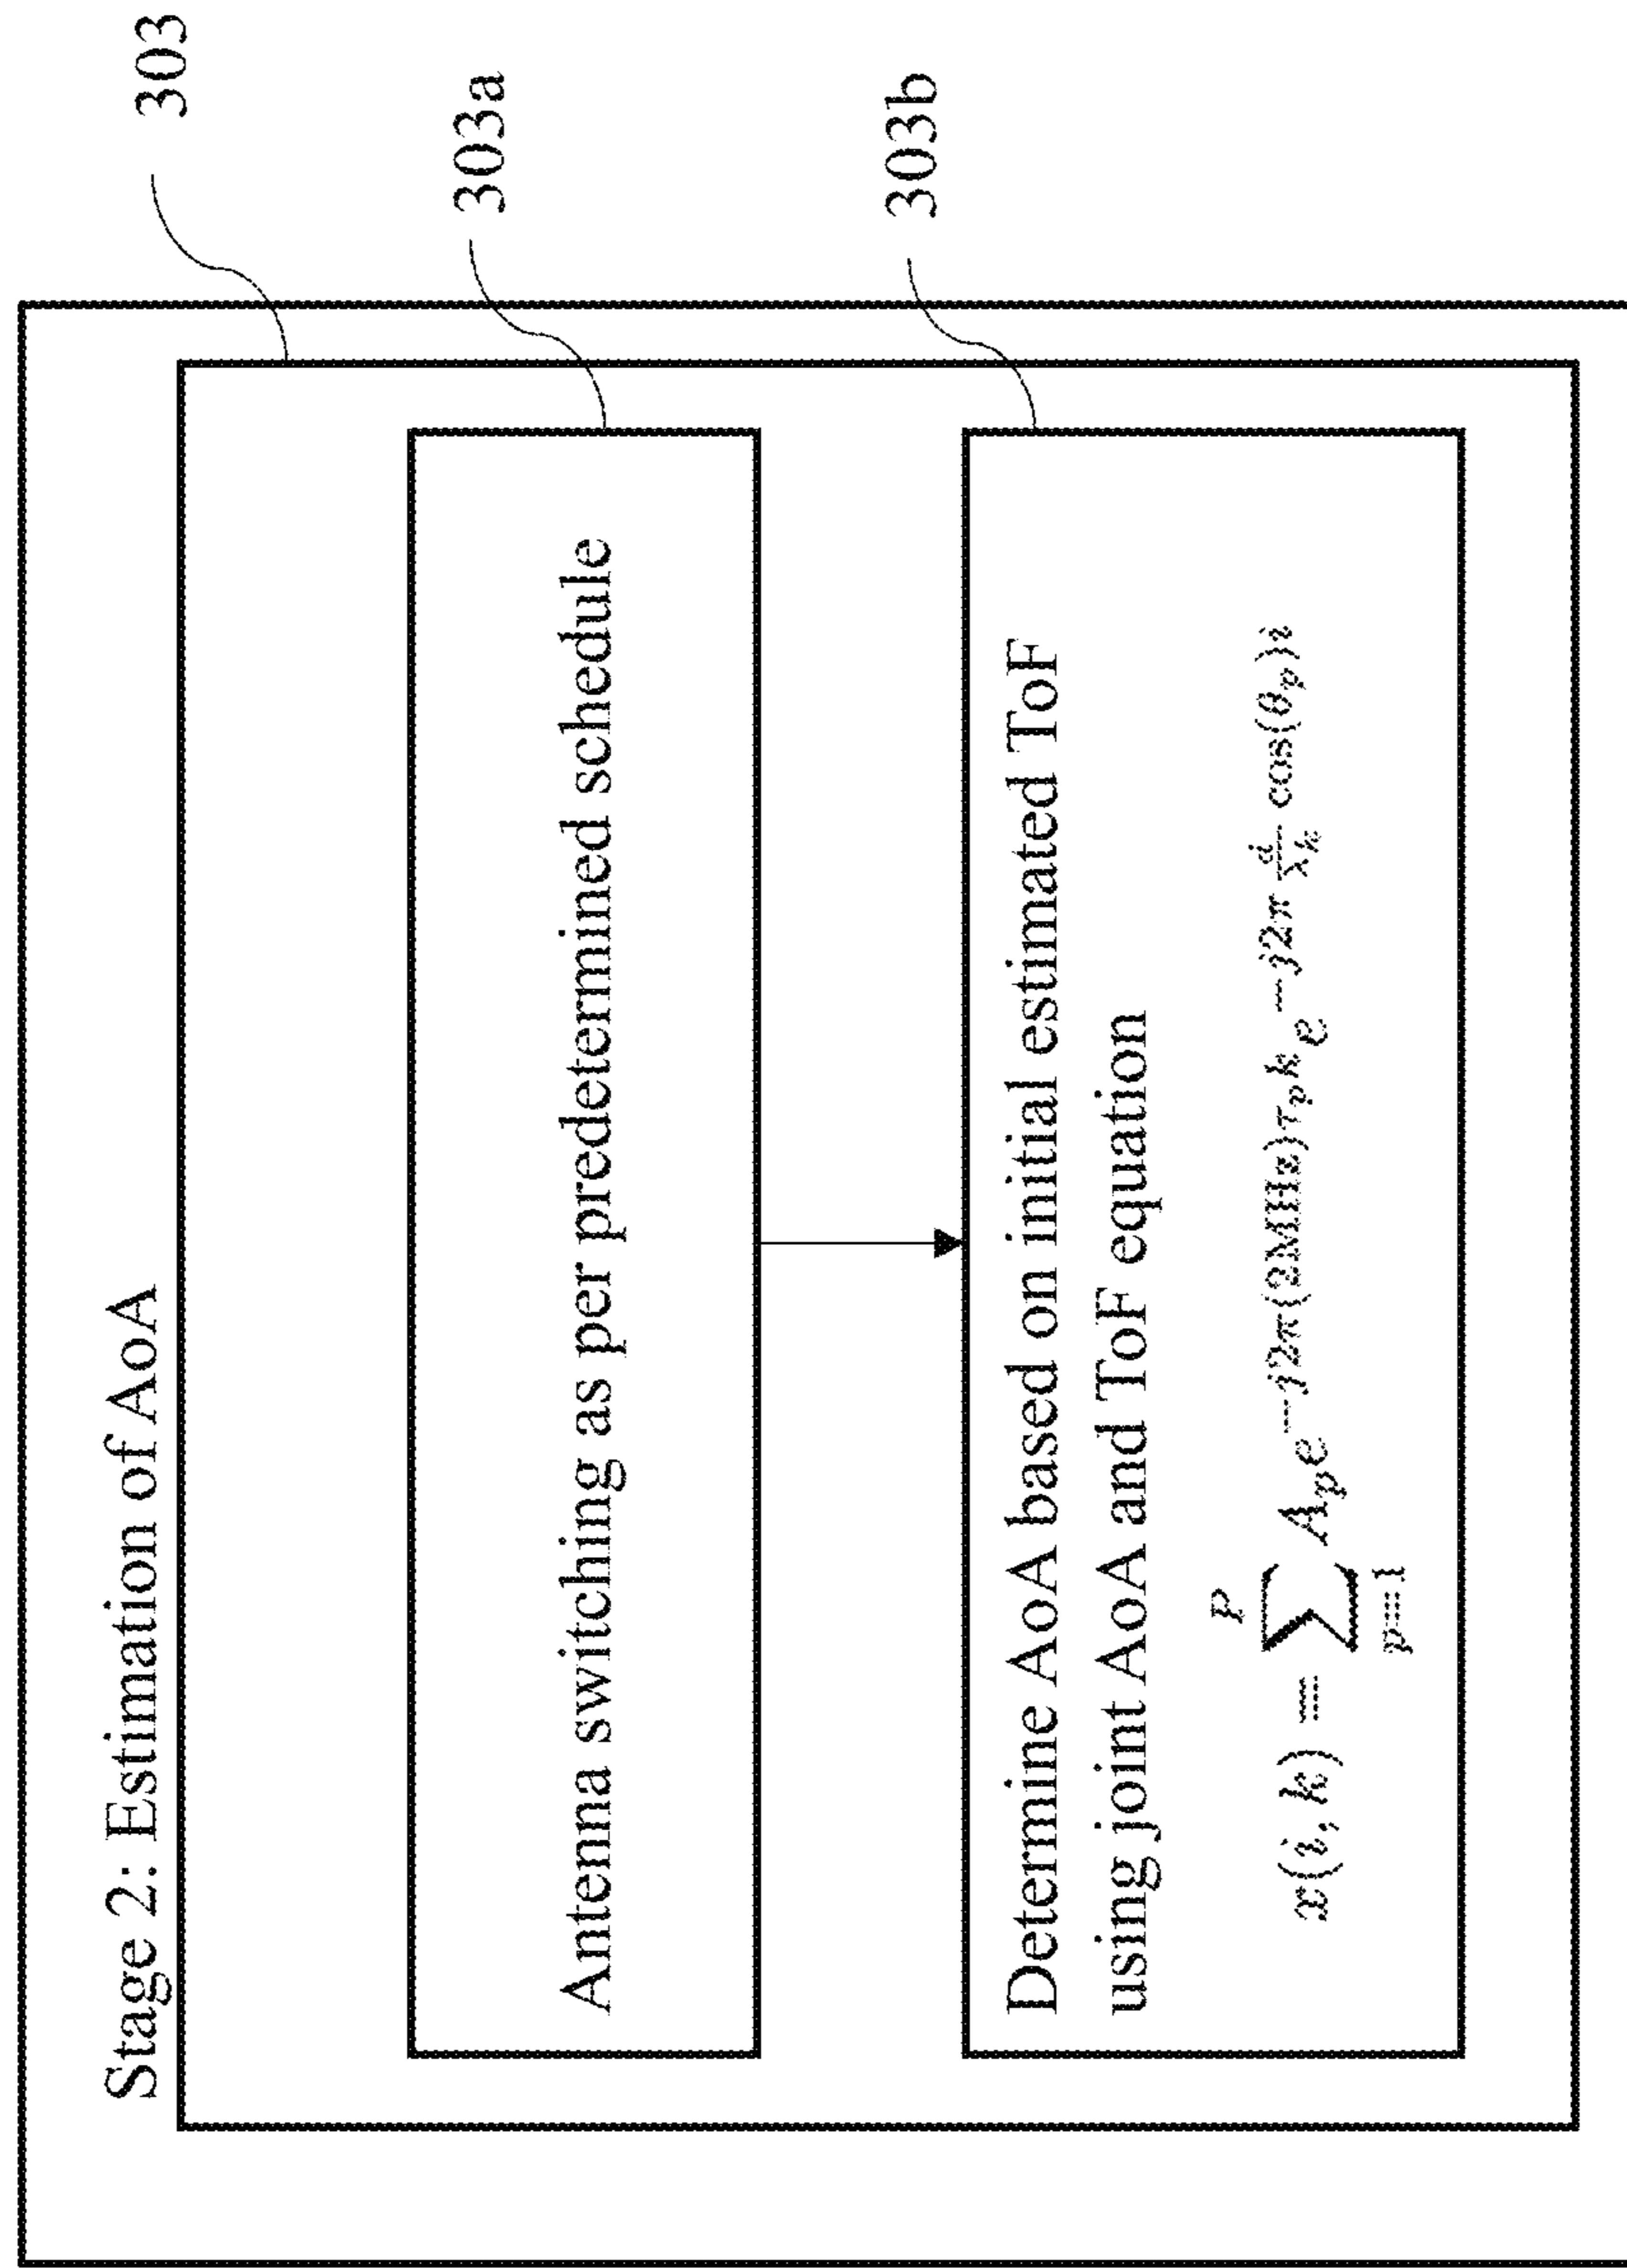 Stage 2: Estimation of AoA
303
Antenna switching as per predetermined schedule
303a
Determine AoA based on initial estimated ToF
using joint AoA and ToF equation
303b
x(i, k) = ∑_{p=1}^{P} A_p e^{−j2π(2MHz)τ_p k} e^{−j2π \frac{d}{λ_k} cos(θ_p)i}